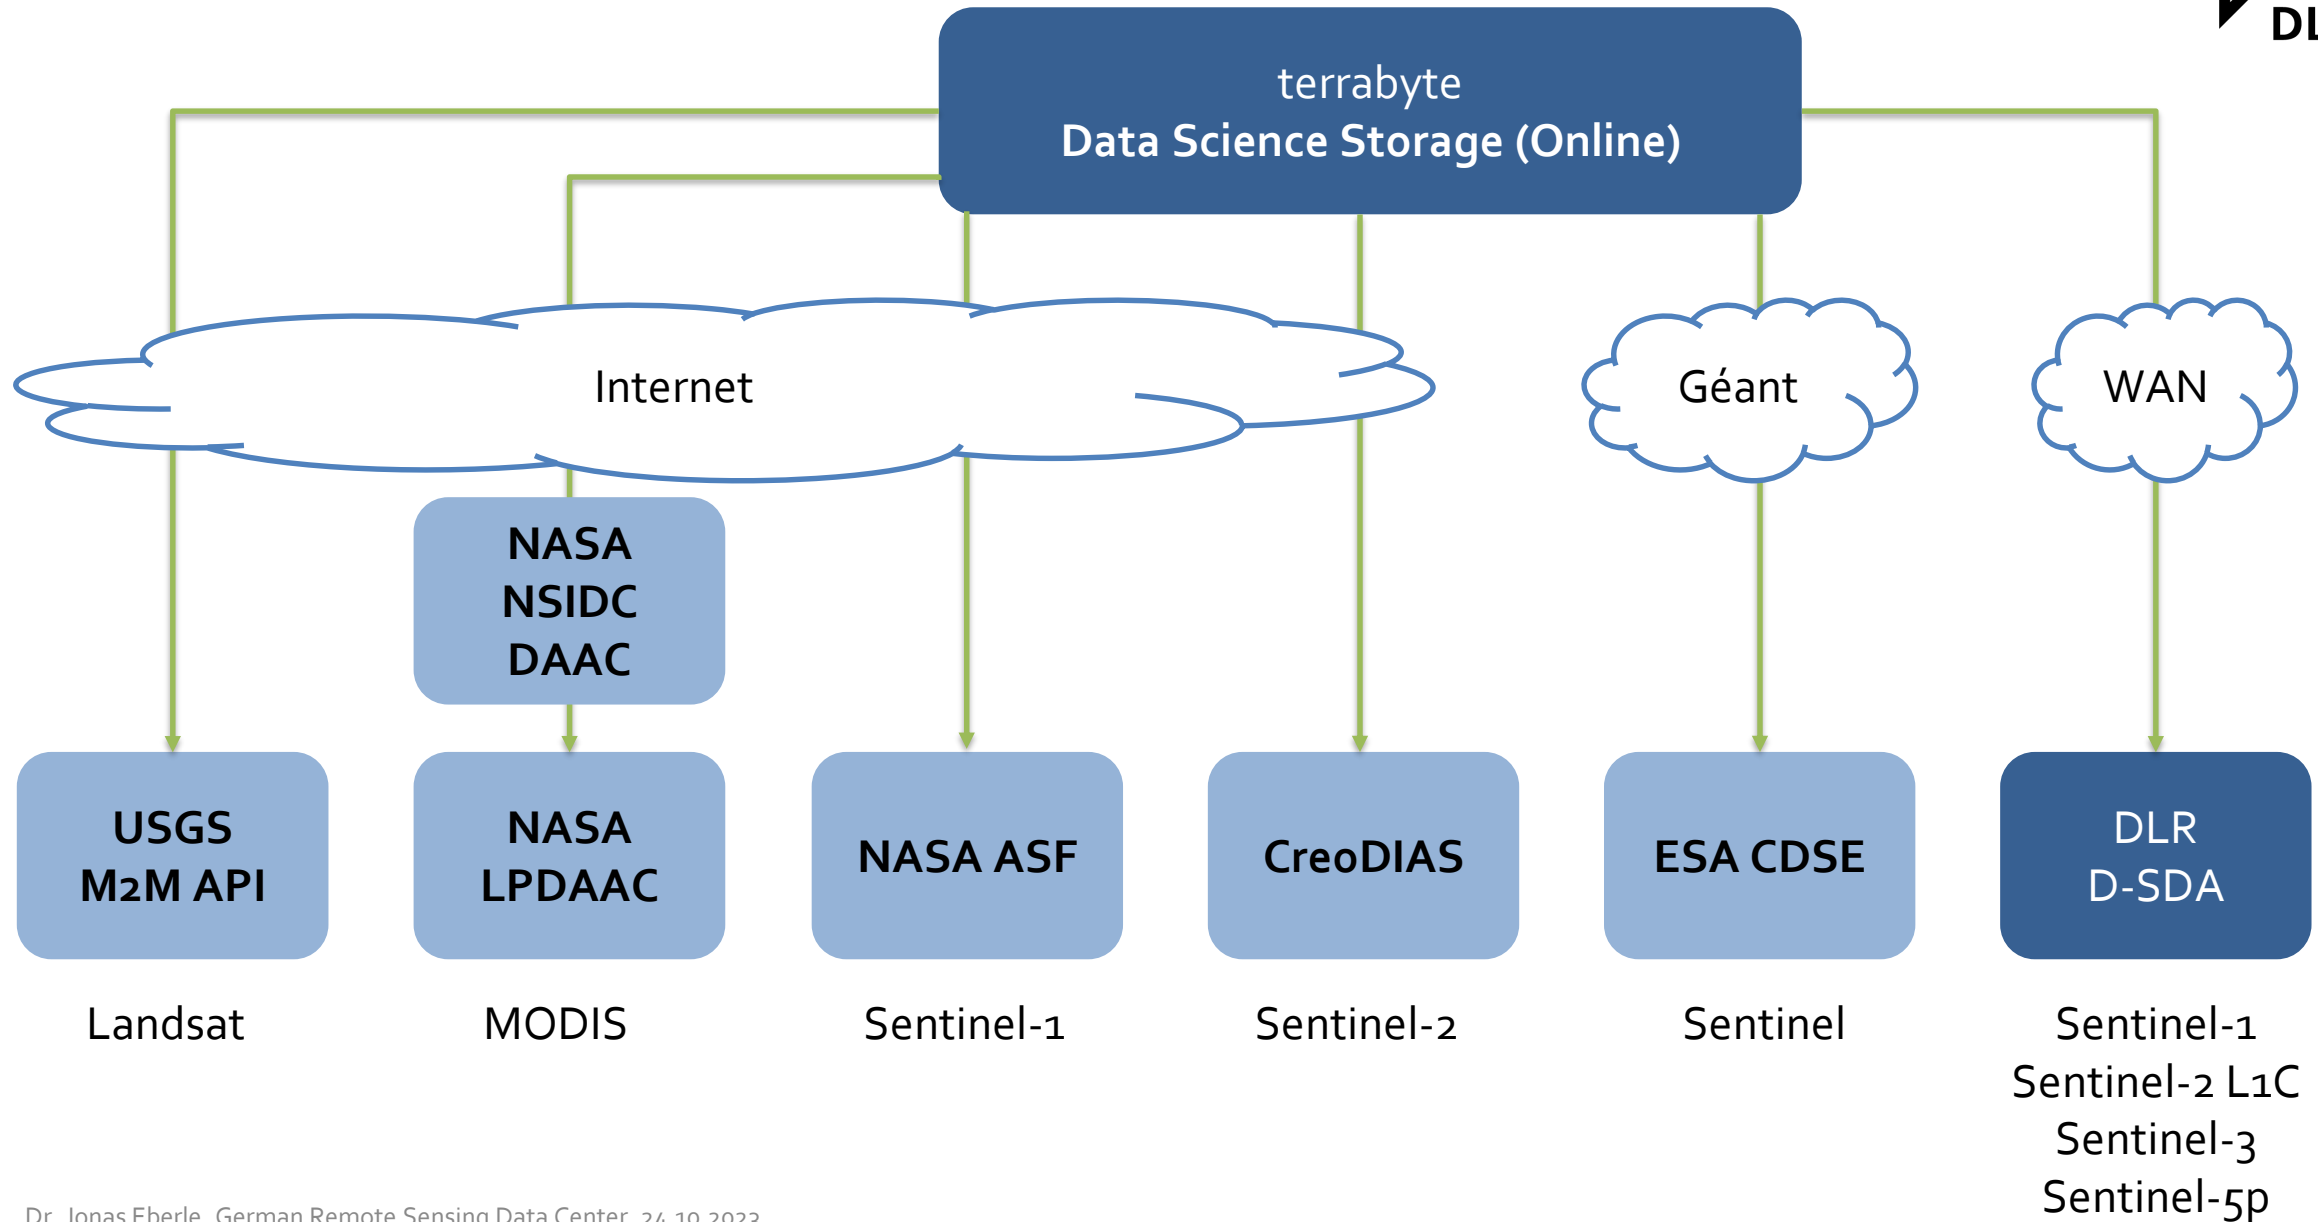 DL
terrabyte
Data Science Storage (Online)
Internet
Géant
WAN
NASA
NSIDC
DAAC
USGS
M2M API
NASA
LPDAAC
NASA ASF
CreoDIAS
ESA CDSE
DLR
D-SDA
Landsat
MODIS
Sentinel-1
Sentinel-2
Sentinel
Sentinel-1
Sentinel-2 L1C
Sentinel-3
Sentinel-5p
Dr. Jonas Eberle, German Remote Sensing Data Center, 24.10.2023